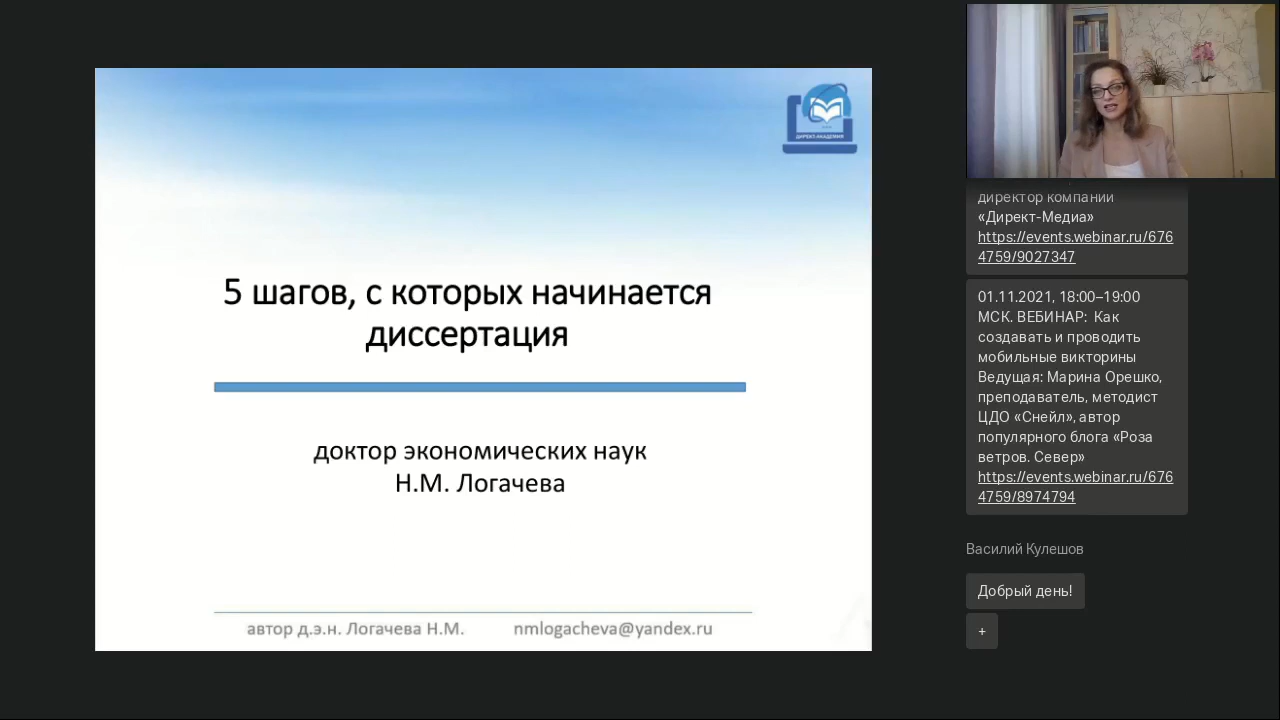 ДИРЕКТ-АКАДЕМИЯ
5 шагов, с которых начинается
диссертация
доктор экономических наук
Н.М. Логачева
автор д.э.н. Логачева Н.М. nmlogacheva@yandex.ru
директор компании
«Директ-Медиа»
https://events.webinar.ru/676
4759/9027347
01.11.2021, 18:00–19:00
МСК. ВЕБИНАР: Как
создавать и проводить
мобильные викторины
Ведущая: Марина Орешко,
преподаватель, методист
ЦДО «Снейл», автор
популярного блога «Роза
ветров. Север»
https://events.webinar.ru/676
4759/8974794
Василий Кулешов
Добрый день!
+